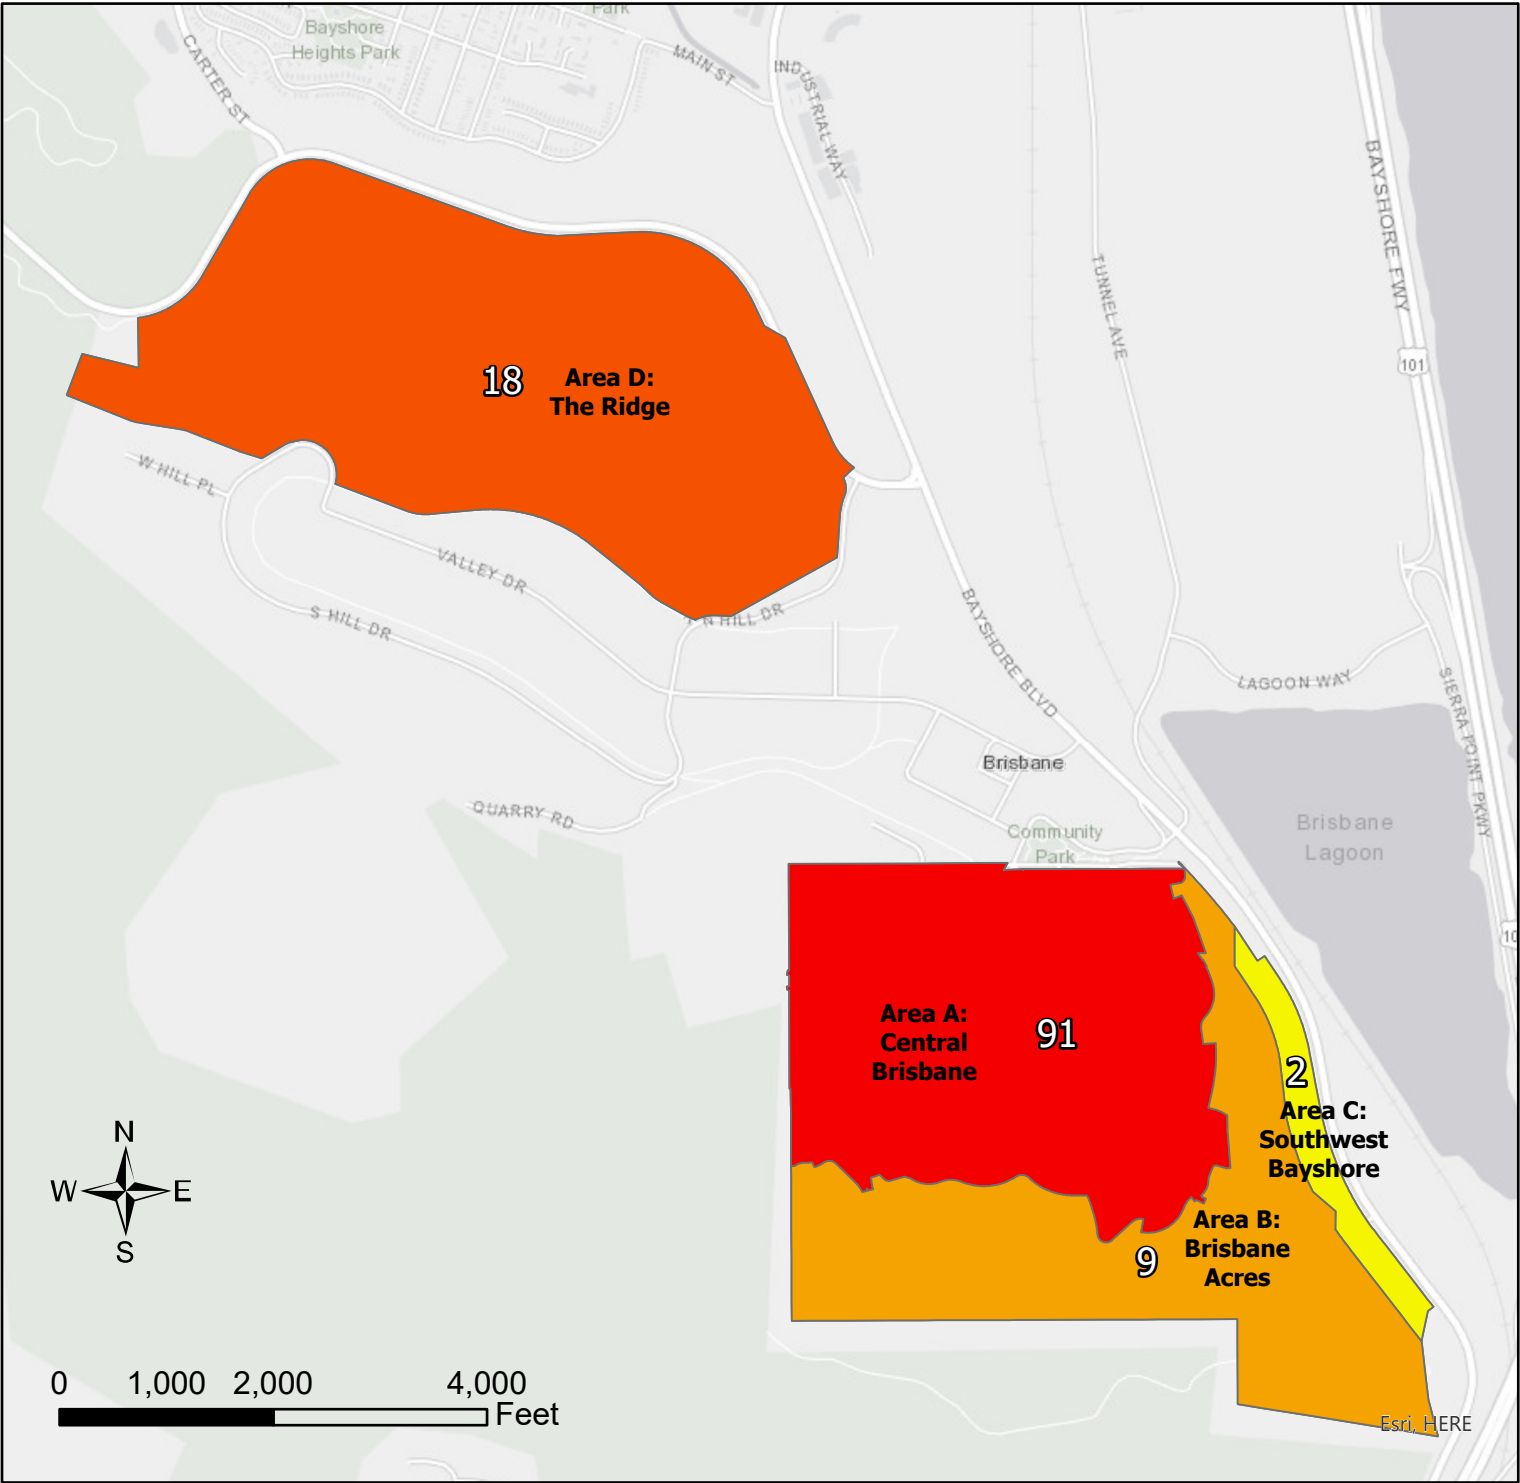 Park
Bayshore
Heights Park
CARTER ST
MAIN ST
INDUSTRIAL WAY
BAYSHORE FWY
TUNNEL AVE
101
18
Area D:
The Ridge
W HILL PL
VALLEY DR
S HILL DR
N HILL DR
BAYSHORE BLVD
LAGOON WAY
SIERRA POINT PKWY
Brisbane
QUARRY RD
Community
Park
Brisbane
Lagoon
10
Area A:
Central
Brisbane
91
2
Area C:
Southwest
Bayshore
Area B:
Brisbane
Acres
9
N
W E
S
0 1,000 2,000 4,000
Feet
Esri, HERE